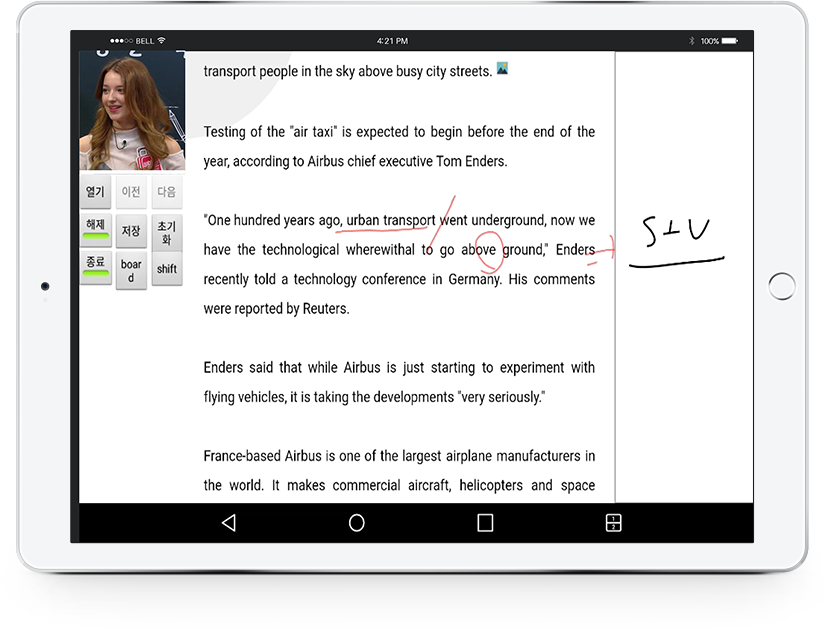 BELL
4:21 PM
100%
transport people in the sky above busy city streets.
Testing of the "air taxi" is expected to begin before the end of the
year, according to Airbus chief executive Tom Enders.
"One hundred years ago, urban transport went underground, now we
have the technological wherewithal to go above ground," Enders
recently told a technology conference in Germany. His comments
were reported by Reuters.
Enders said that while Airbus is just starting to experiment with
flying vehicles, it is taking the developments "very seriously."
France-based Airbus is one of the largest airplane manufacturers in
the world. It makes commercial aircraft, helicopters and space
열기 이전 다음
해제 저장 초기
화
종료 boar
d shift
1
2